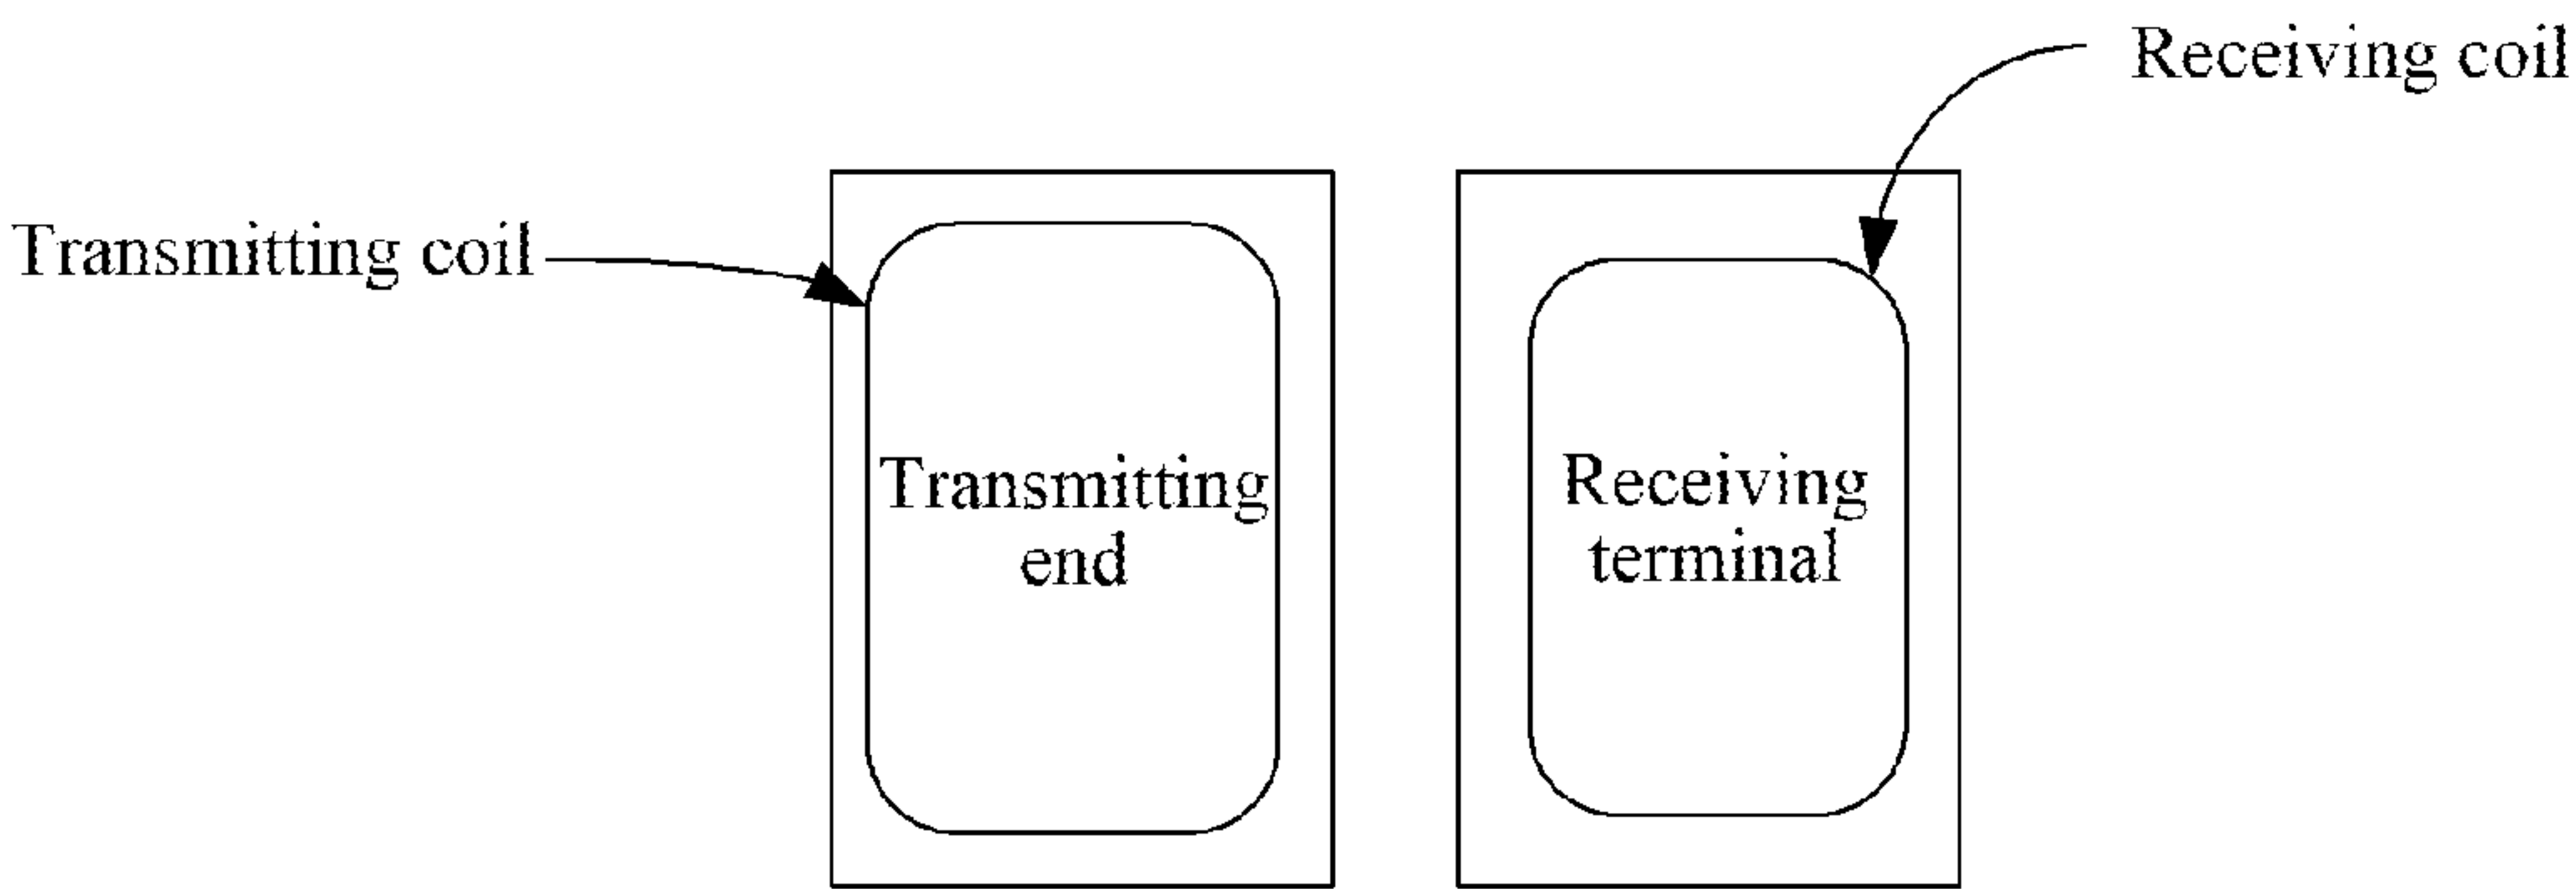 Receiving coil
Transmitting coil
Transmitting
end
Receiving
terminal